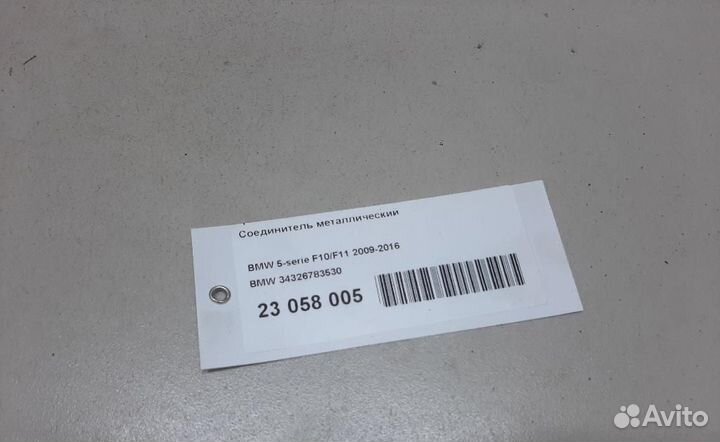 Соединитель металлический
BMW 5-serie F10/F11 2009-2016
BMW 34326783530
23 058 005
Avito